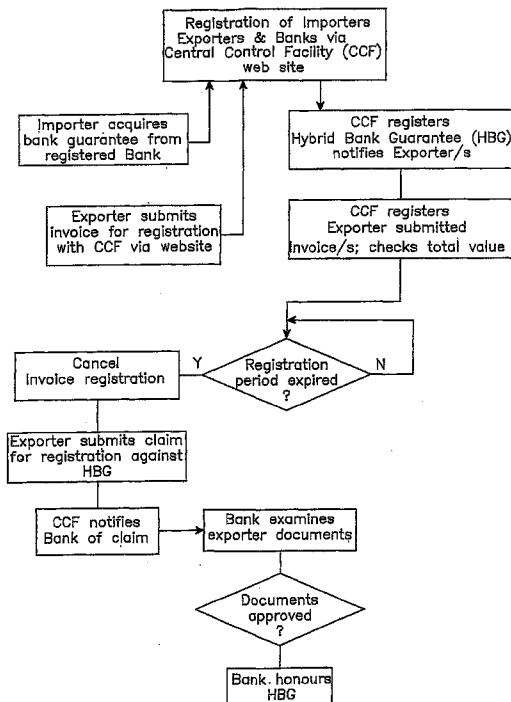 Registration of Importers
Exporters & Banks via
Central Control Facility (CCF)
web site
Importer acquires
bank guarantee from
registered Bank
CCF registers
Hybrid Bank Guarantee (HBG)
notifies Exporter/s
Exporter submits
invoice for registration
with CCF via website
CCF registers
Exporter submitted
Invoice/s; checks total value
Cancel
Invoice registration
Y
Registration
period expired
?
N
Exporter submits claim
for registration against
HBG
CCF notifies
Bank of claim
Bank examines
exporter documents
Documents
approved
?
Bank. honours
HBG